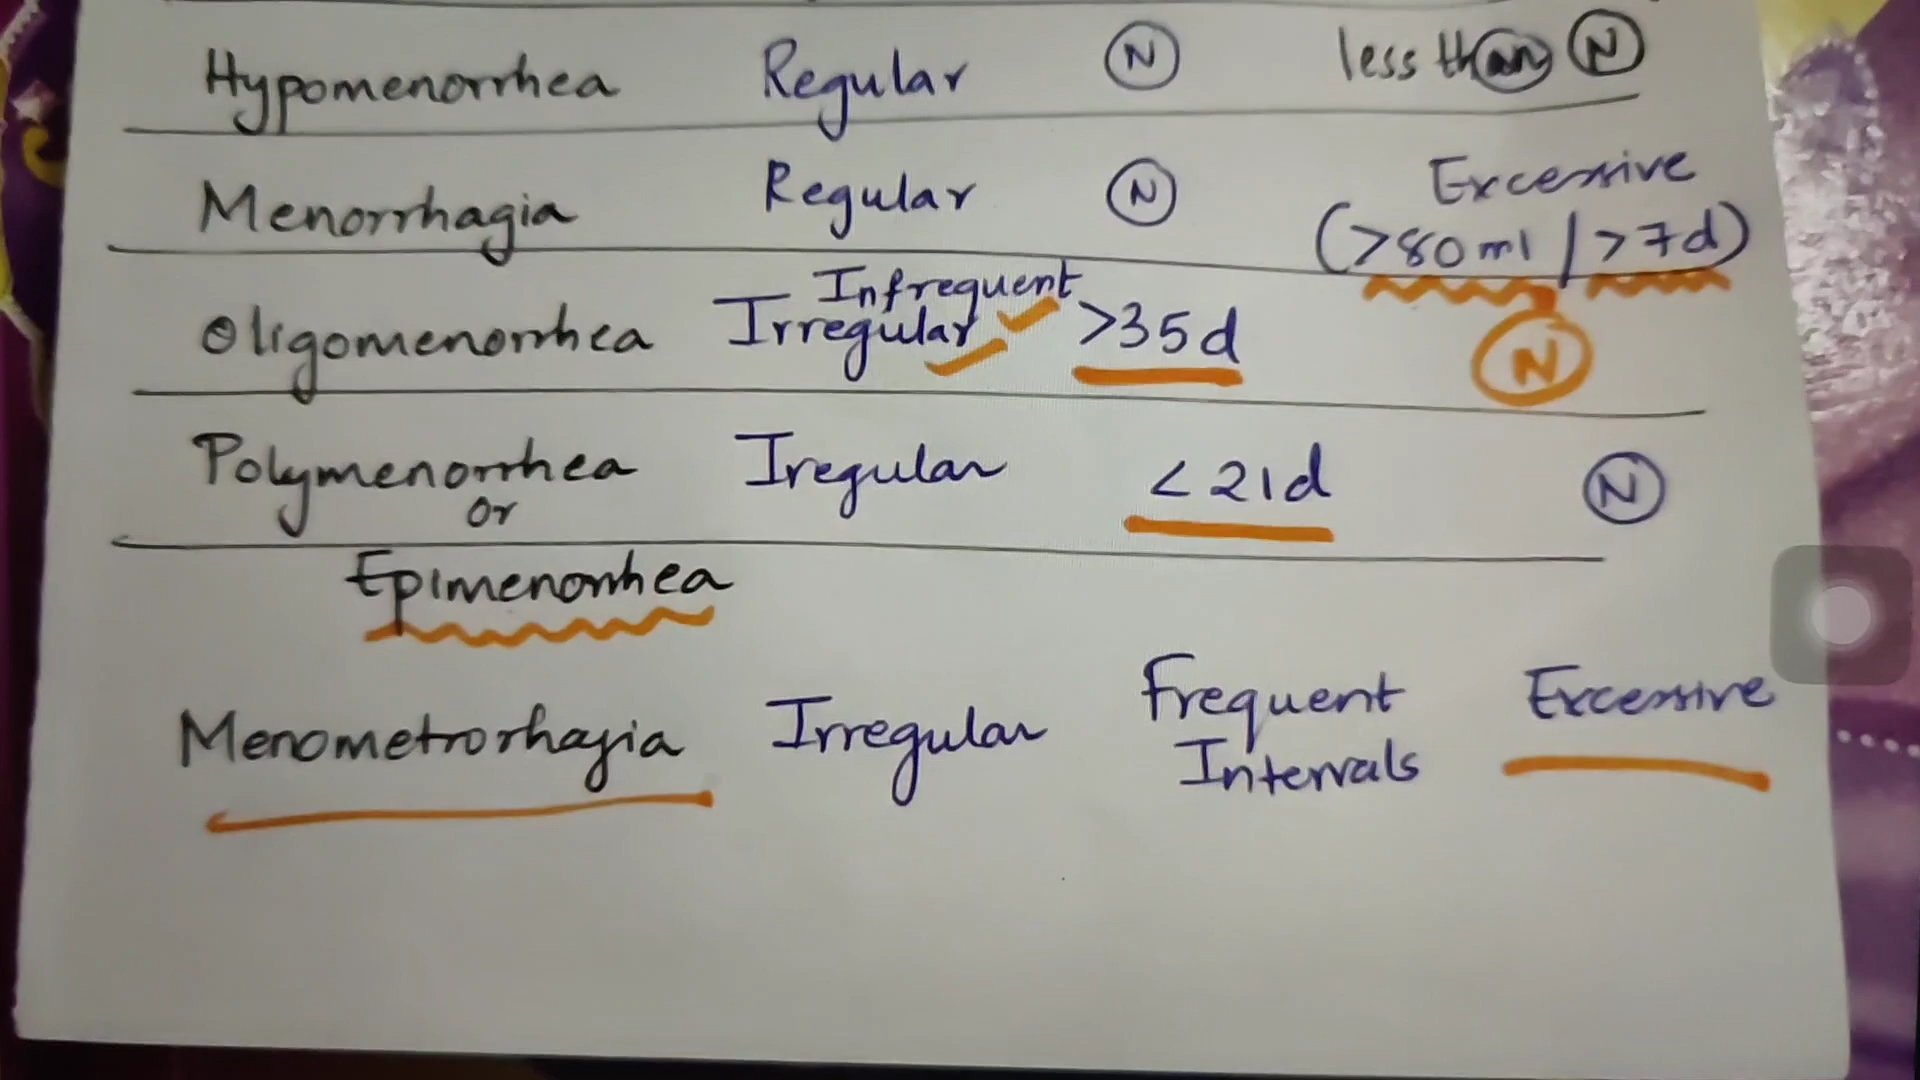 Hypomenorrhea Regular N less than N
Menorrhagia Regular N Excessive
(>80ml / >7d)
Infrequent
Oligomenorrhea Irregular >35d N
Polymenorrhea Iregular <21d N
or
Epimenorrhea
Menometrorhagia Irregular Frequent Excessive
Intervals